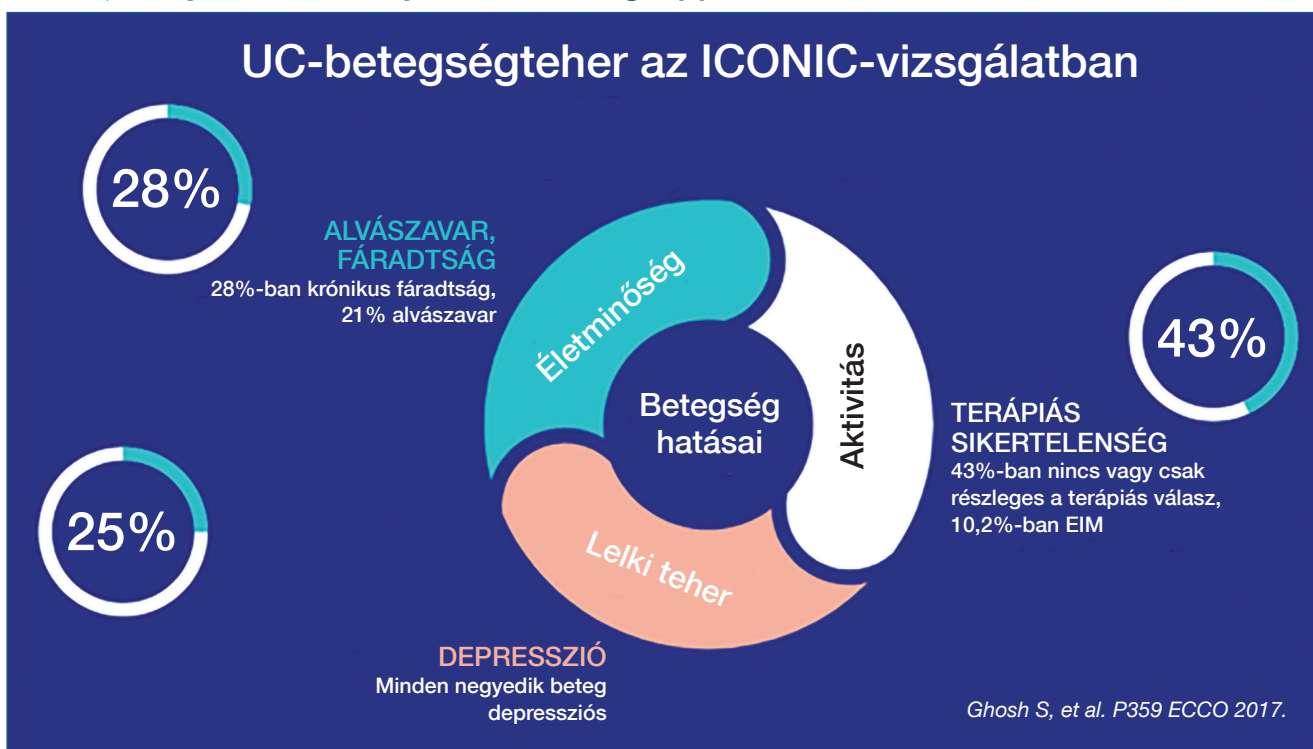 UC-betegségteher az ICONIC-vizsgálatban
28%
ALVÁSZAVAR,
FÁRADTSÁG
28%-ban krónikus fáradtság,
21% alvászavar
Életminőség
Aktivitás
Betegség
hatásai
Lelki teher
43%
TERÁPIÁS
SIKERTELENSÉG
43%-ban nincs vagy csak
részleges a terápiás válasz,
10,2%-ban EIM
25%
DEPRESSZIÓ
Minden negyedik beteg
depressziós
Ghosh S, et al. P359 ECCO 2017.